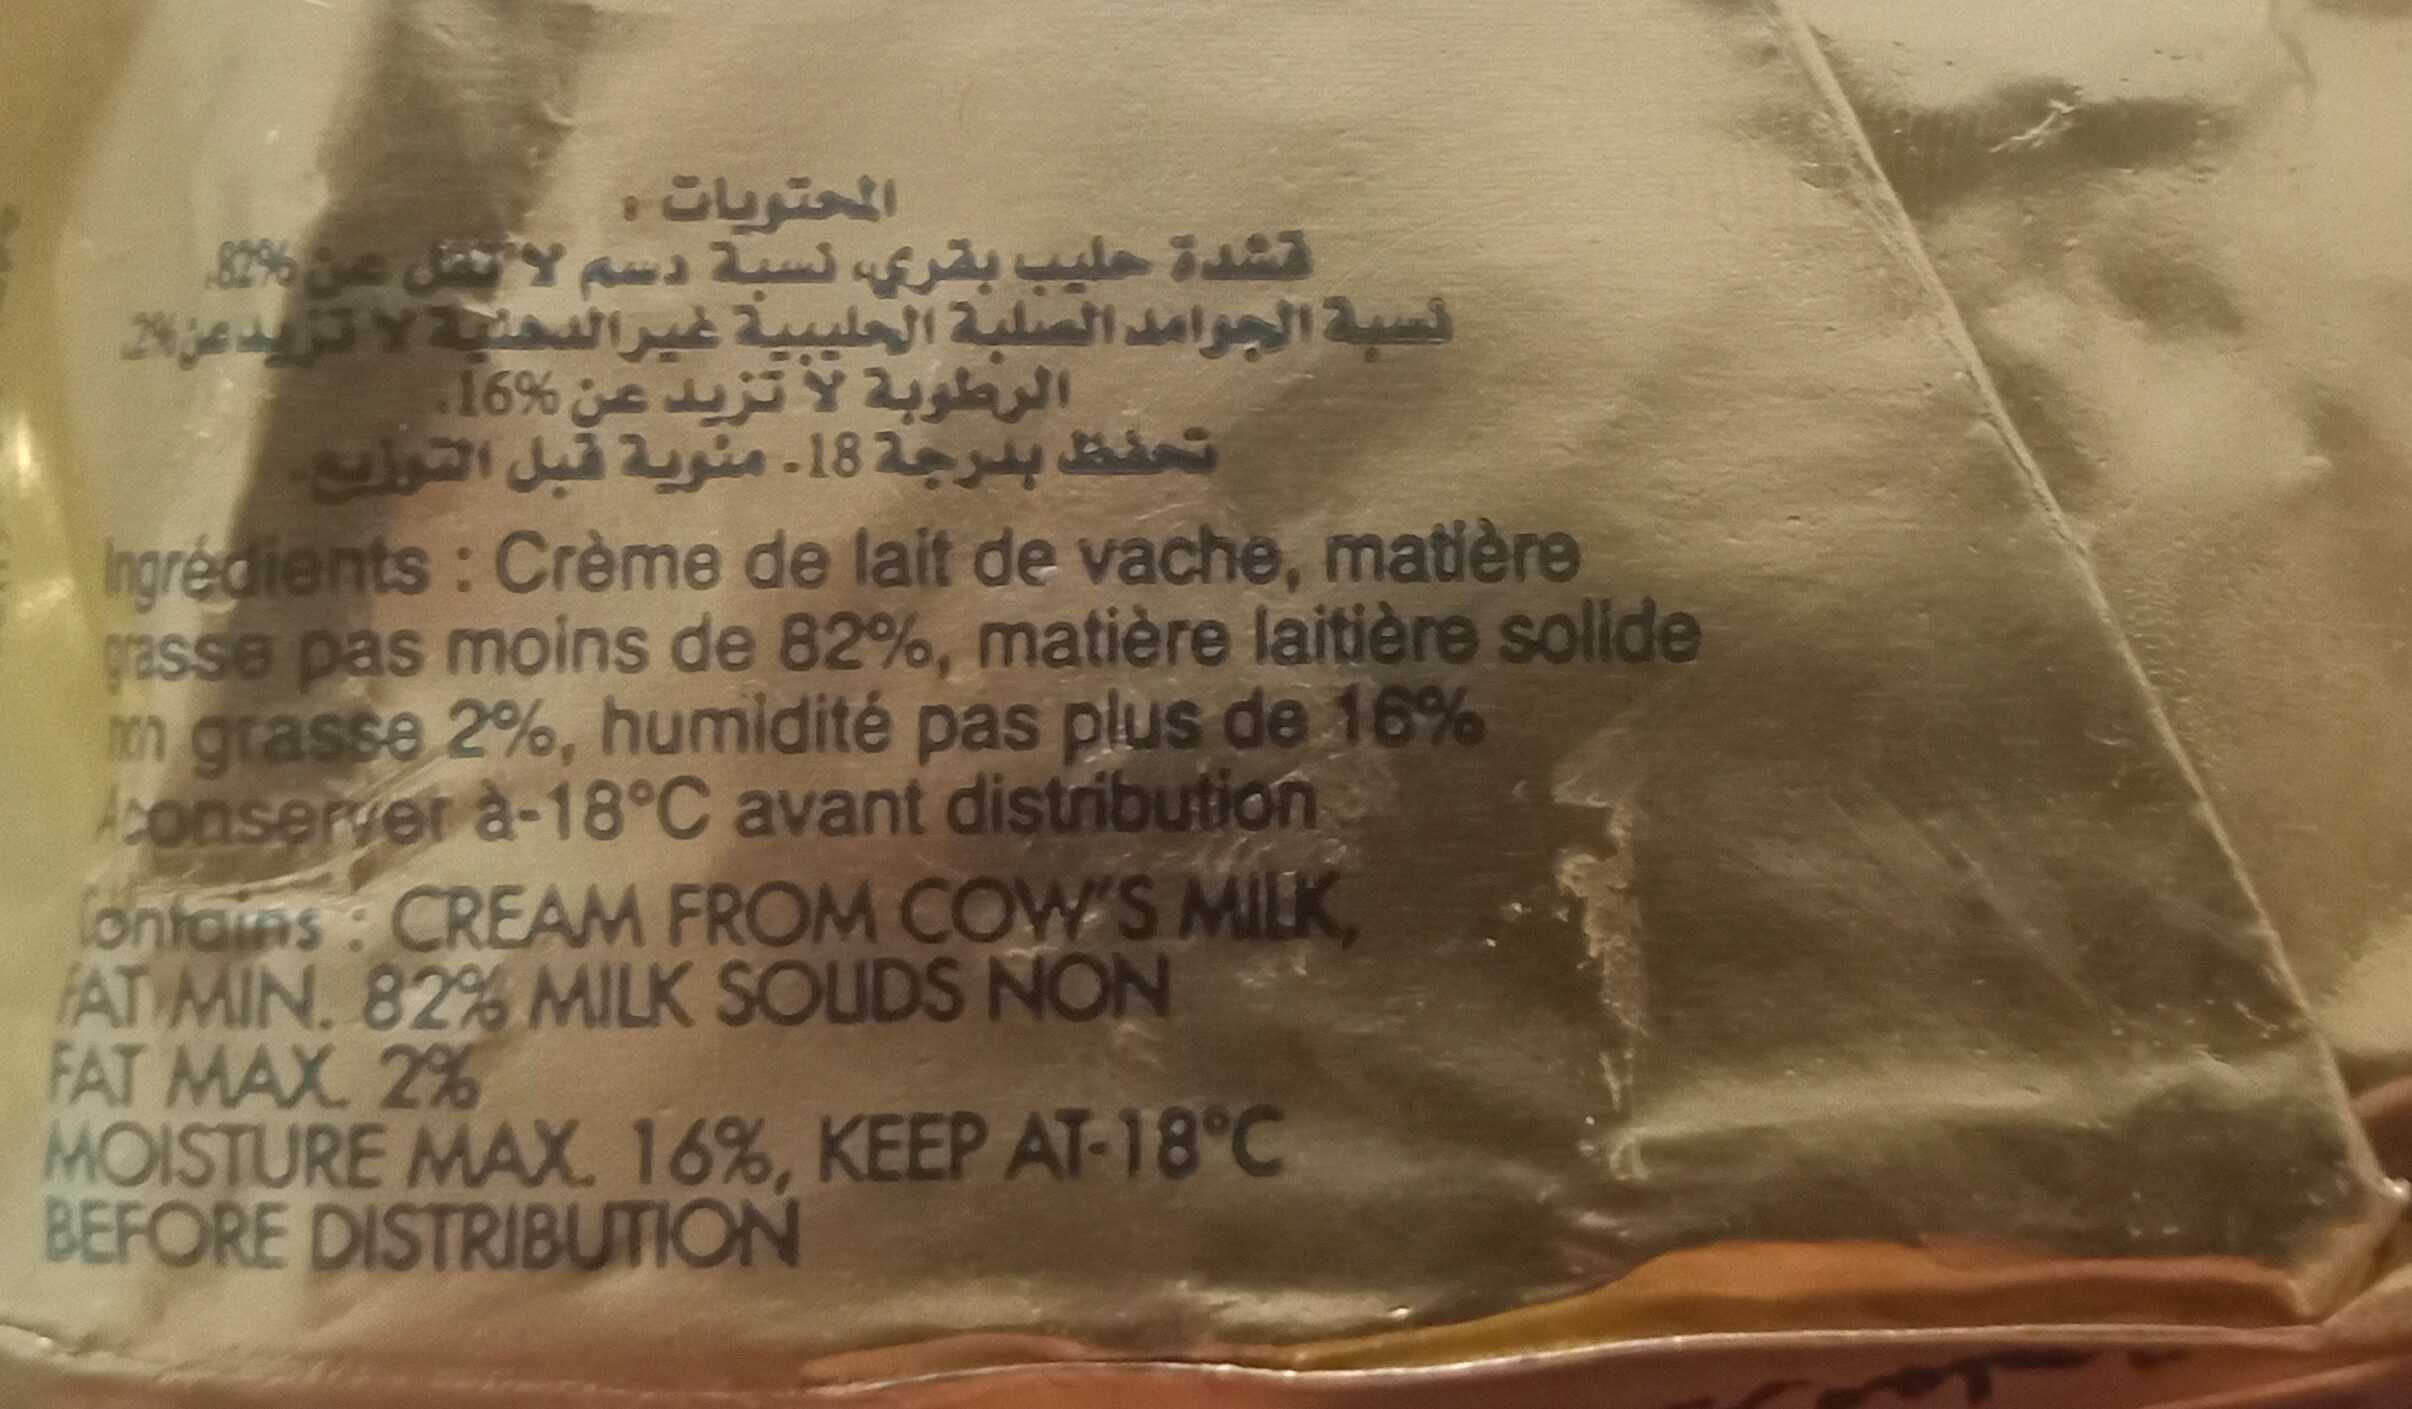 المحتويات :
قشدة حليب بقري، نسبة دسم لا تقل عن 82%.
نسبة الجوامد الصلبة الحليبية غير الدهنية لا تزيد عن 2%.
الرطوبة لا تزيد عن 16%.
تحفظ بدرجة 18- مئوية قبل التوزيع.
Ingrédients : Crème de lait de vache, matière
grasse pas moins de 82%, matière laitière solide
grasse 2%, humidité pas plus de 16%
A conserver à-18°C avant distribution
Contains : CREAM FROM COW'S MILK,
FAT MIN. 82% MILK SOLIDS NON
FAT MAX. 2%
MOISTURE MAX. 16%, KEEP AT-18°C
BEFORE DISTRIBUTION